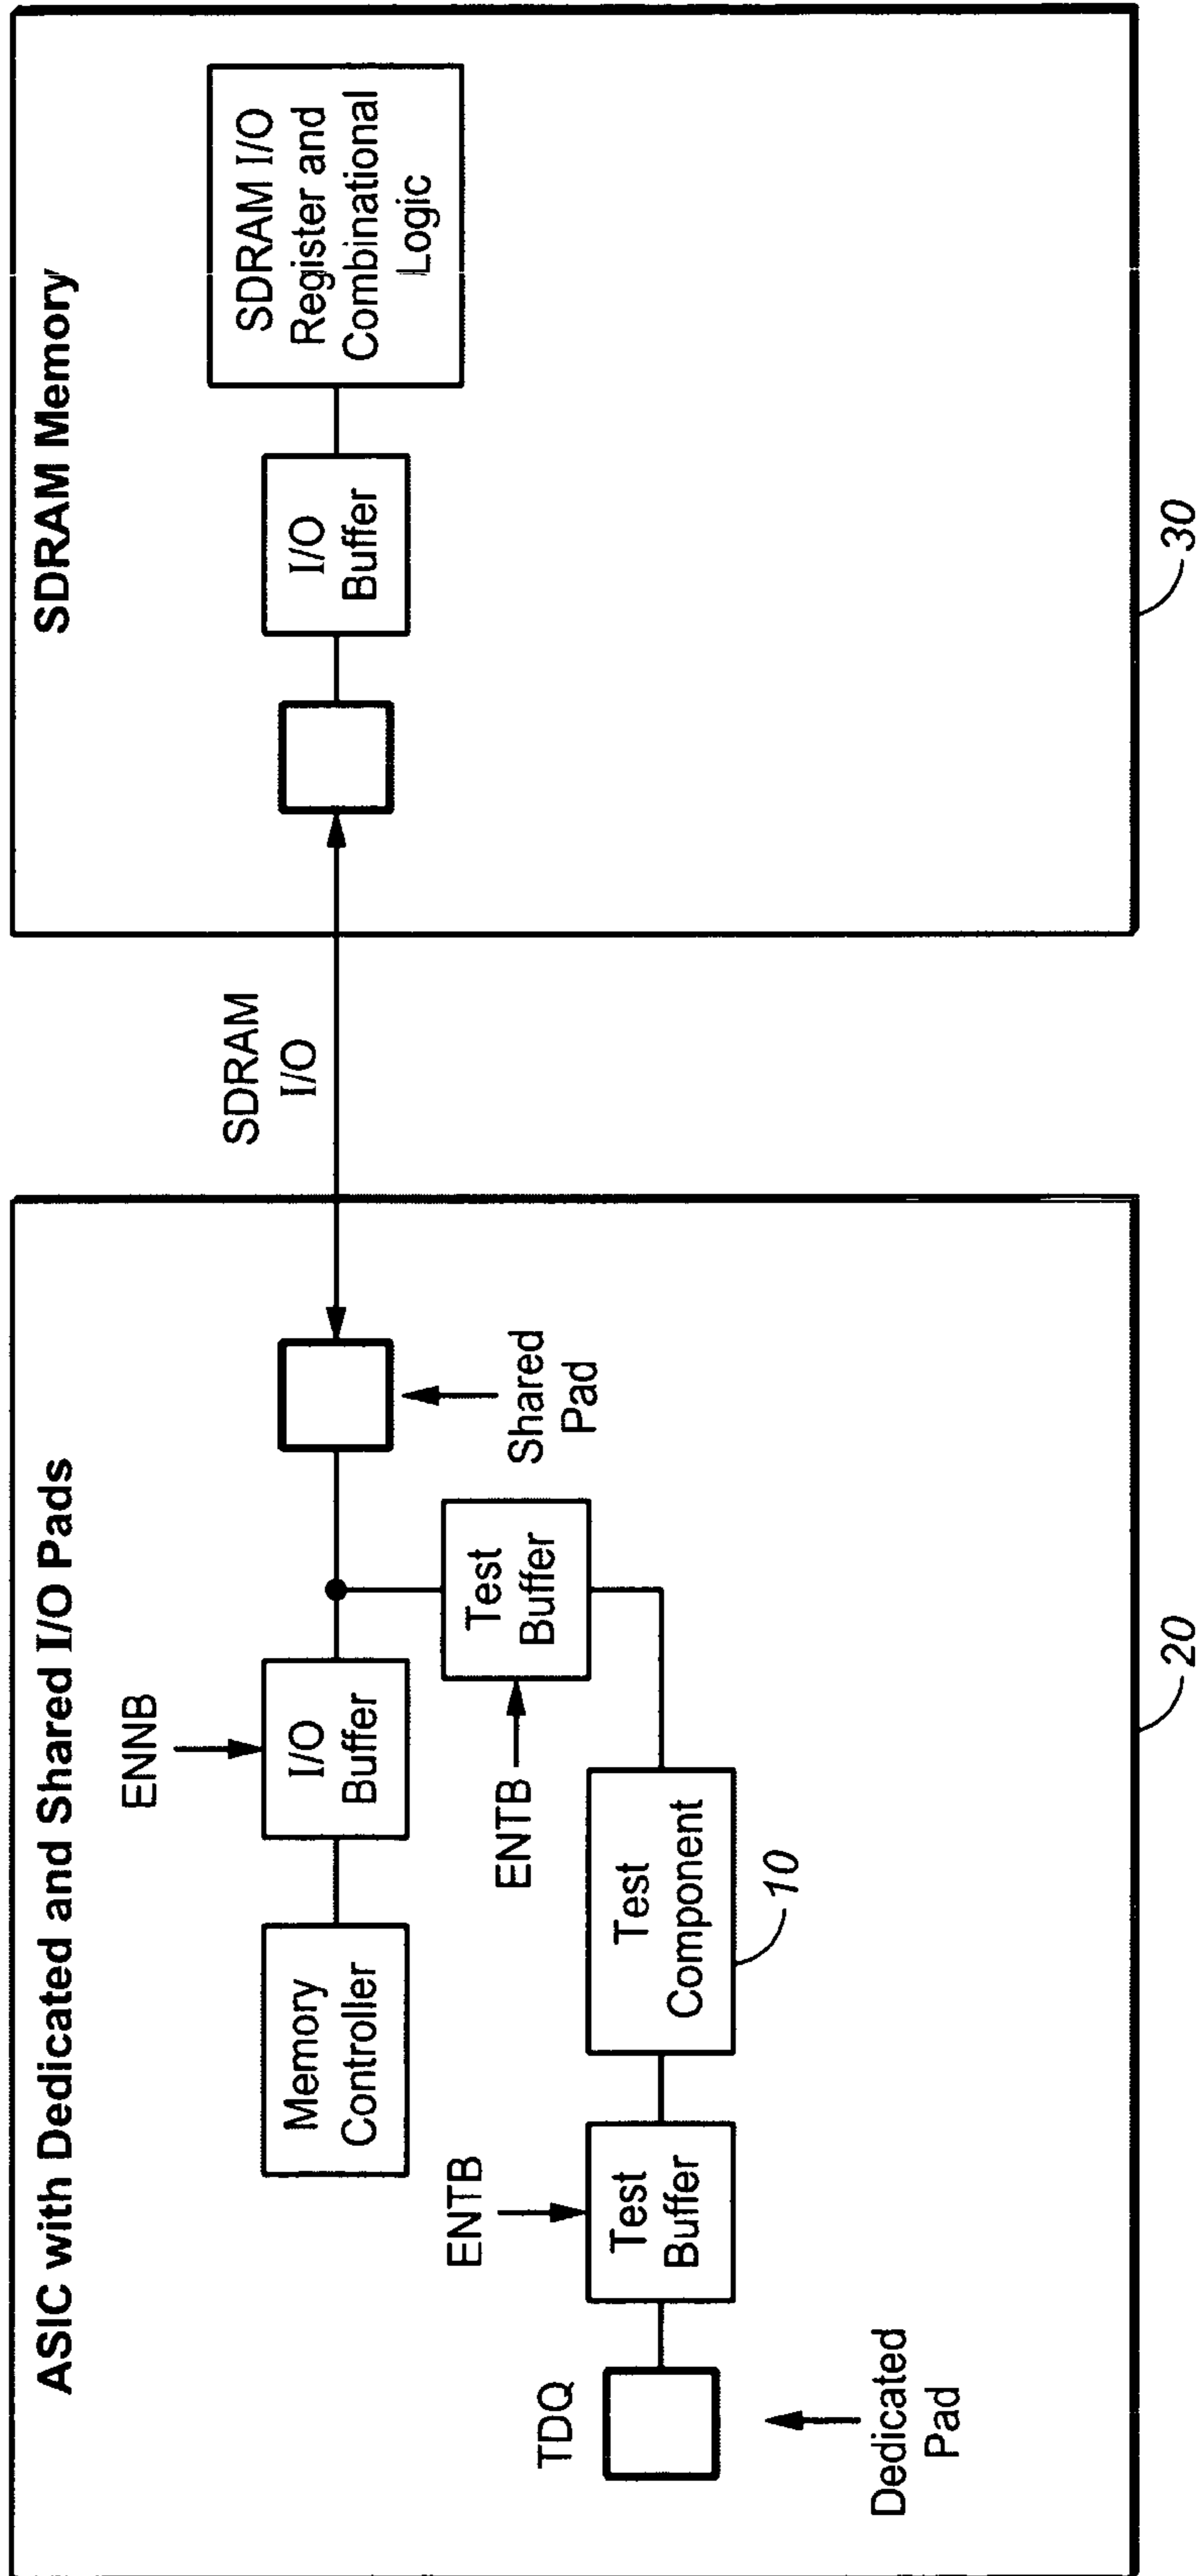 ASIC with Dedicated and Shared I/O Pads
ENNB
Memory
Controller
I/O
Buffer
ENTB
ENTB
Test
Buffer
Shared
Pad
TDQ
Test
Buffer
Test
Component
10
Dedicated
Pad
20
SDRAM
I/O
SDRAM Memory
I/O
Buffer
SDRAM I/O
Register and
Combinational
Logic
30